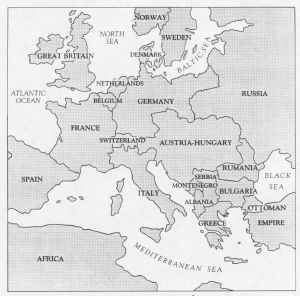 NORWAY
NORTH
SEA
SWEDEN
GREAT BRITAIN
DENMARK
BALTIC SEA
NETHERLANDS
ATLANTIC
OCEAN
BELGIUM
GERMANY
RUSSIA
FRANCE
SWITZERLAND
AUSTRIA-HUNGARY
RUMANIA
SPAIN
ITALY
SERBIA
MONTENEGRO
BULGARIA
BLACK
SEA
ALBANIA
OTTOMAN
EMPIRE
GREECE
MEDITERRANEAN SEA
AFRICA